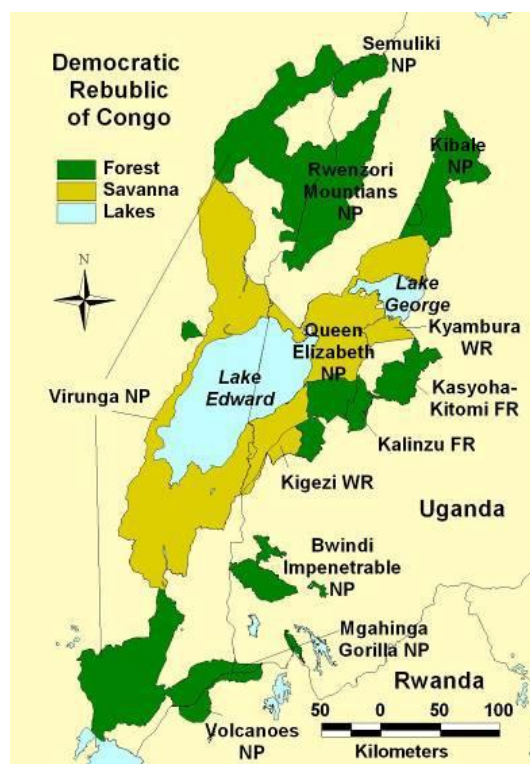 Democratic
Rebublic
of Congo
Forest
Savanna
Lakes
N
Semuliki
NP
Kibale
NP
Rwenzori
Mountians
NP
Lake
George
Queen
Elizabeth
NP
Kyambura
WR
Lake
Edward
Virunga NP
Kasyoha-
Kitomi FR
Kalinzu FR
Kigezi WR
Uganda
Bwindi
Impenetrable
NP
Mgahinga
Gorilla NP
Rwanda
Volcanoes
NP
50 0 50 100
Kilometers